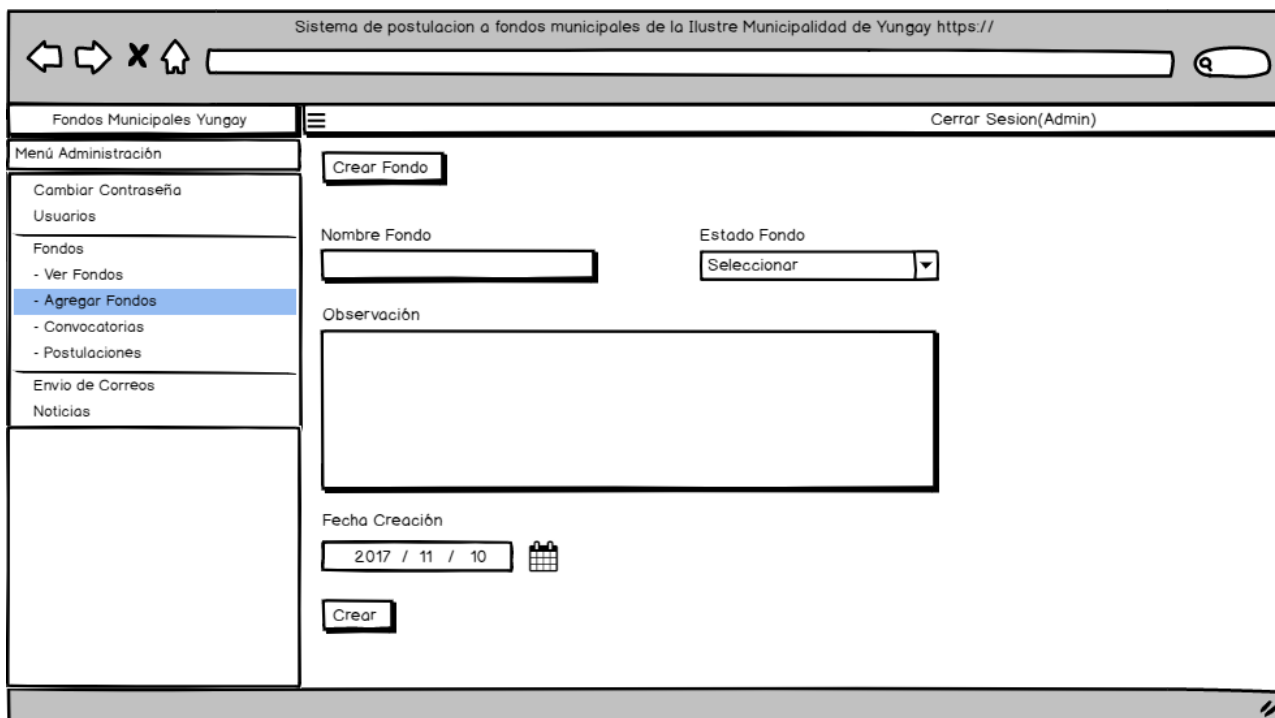 Sistema de postulacion a fondos municipales de la Ilustre Municipalidad de Yungay https://
Fondos Municipales Yungay
Cerrar Sesion(Admin)
Menú Administración
Cambiar Contraseña
Usuarios
Fondos
- Ver Fondos
- Agregar Fondos
- Convocatorias
- Postulaciones
Envio de Correos
Noticias
Crear Fondo
Nombre Fondo
Estado Fondo
Seleccionar
Observación
Fecha Creación
2017 / 11 / 10
Crear